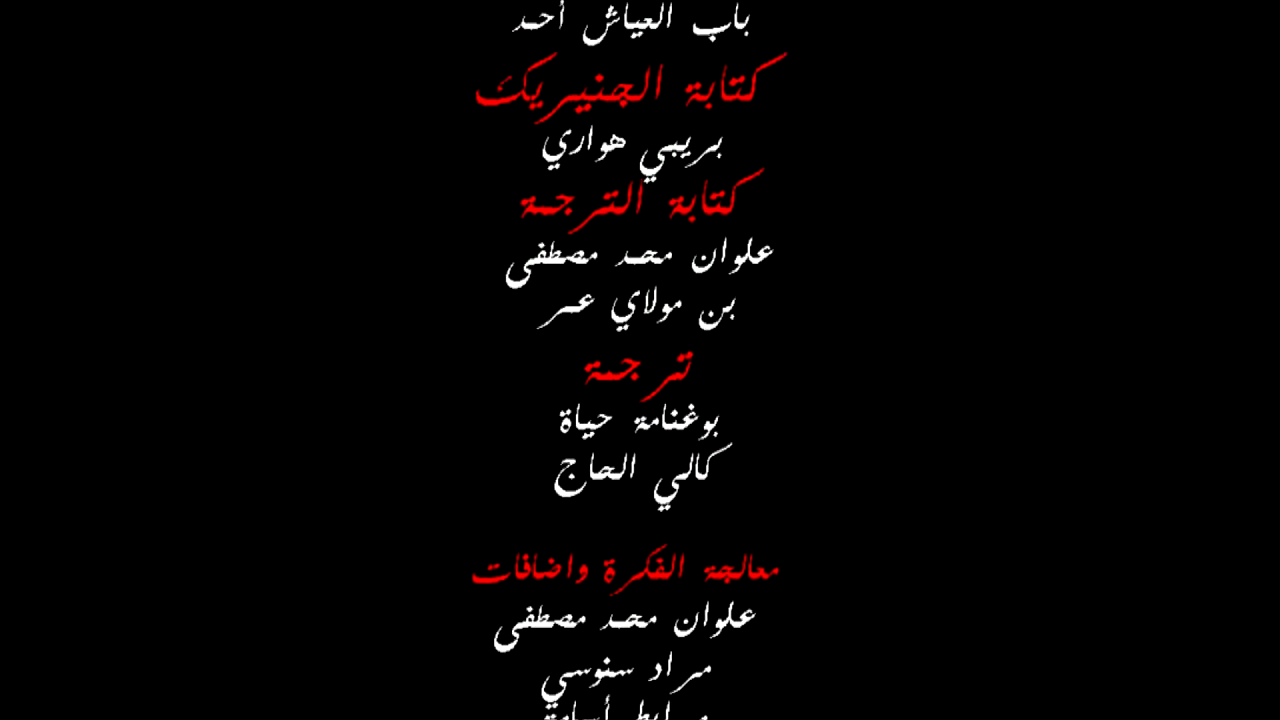 باب العياش أحمد
كتابة الجنيريك
بريبي هواري
كتابة الترجمة
علوان محمد مصطفى
بن مولاي عمر
ترجمة
بوغنامة حياة
كالي الحاج
معالجة الفكرة واضافات
علوان محمد مصطفى
مراد سنوسي